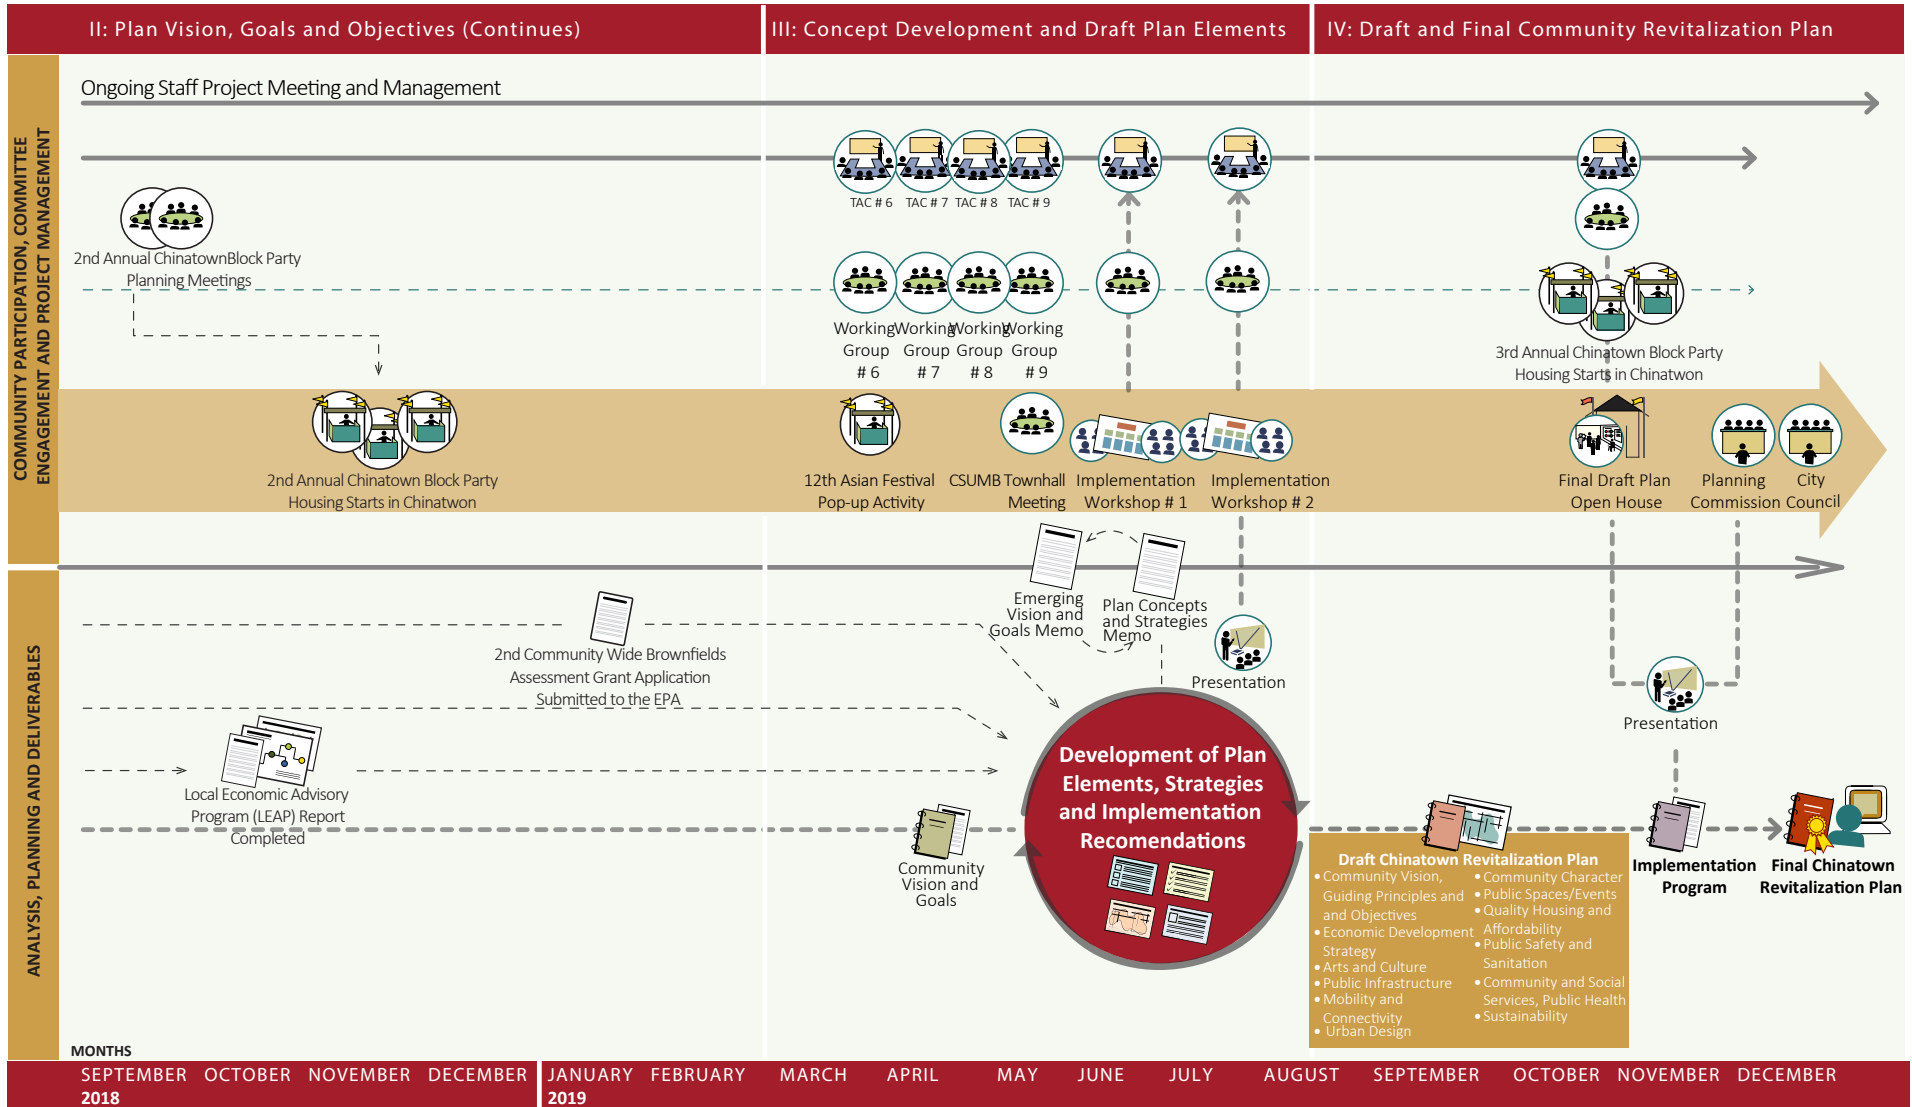 II: Plan Vision, Goals and Objectives (Continues)
III: Concept Development and Draft Plan Elements
IV: Draft and Final Community Revitalization Plan
COMMUNITY PARTICIPATION, COMMITTEE
ENGAGEMENT AND PROJECT MANAGEMENT
Ongoing Staff Project Meeting and Management
TAC # 6
TAC # 7
TAC # 8
TAC # 9
2nd Annual ChinatownBlock Party
Planning Meetings
Working
Group
# 6
Working
Group
# 7
Working
Group
# 8
Working
Group
# 9
3rd Annual Chinatown Block Party
Housing Starts in Chinatwon
2nd Annual Chinatown Block Party
Housing Starts in Chinatwon
12th Asian Festival
Pop-up Activity
CSUMB Townhall
Meeting
Implementation
Workshop # 1
Implementation
Workshop # 2
Final Draft Plan
Open House
Planning
Commission
City
Council
ANALYSIS, PLANNING AND DELIVERABLES
Emerging
Vision and
Goals Memo
Plan Concepts
and Strategies
Memo
2nd Community Wide Brownfields
Assessment Grant Application
Submitted to the EPA
Presentation
Presentation
Local Economic Advisory
Program (LEAP) Report
Completed
Community
Vision and
Goals
Development of Plan
Elements, Strategies
and Implementation
Recomendations
Draft Chinatown Revitalization Plan
• Community Vision,
Guiding Principles and
and Objectives
• Economic Development
Strategy
• Arts and Culture
• Public Infrastructure
• Mobility and
Connectivity
• Urban Design
• Community Character
• Public Spaces/Events
• Quality Housing and
Affordability
• Public Safety and
Sanitation
• Community and Social
Services, Public Health
• Sustainability
Implementation
Program
Final Chinatown
Revitalization Plan
MONTHS
SEPTEMBER OCTOBER NOVEMBER DECEMBER JANUARY FEBRUARY MARCH APRIL MAY JUNE JULY AUGUST SEPTEMBER OCTOBER NOVEMBER DECEMBER
2018 2019